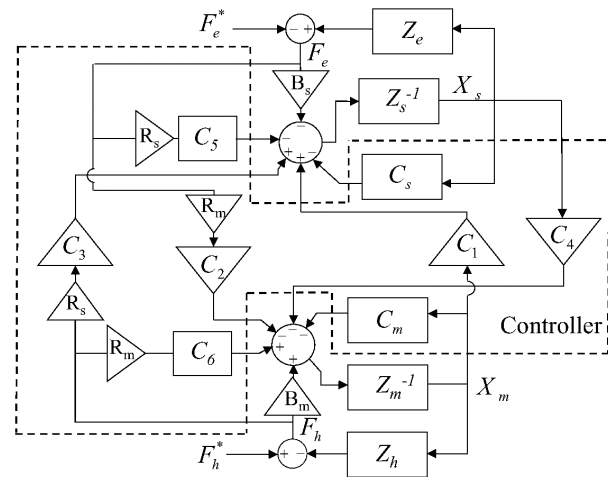 F_e^*
F_e
Z_e
B_s
Z_s^{-1}
X_s
R_s
C_5
C_s
R_m
C_3
C_2
C_1
C_4
R_s
R_m
C_6
C_m
Controller
B_m
Z_m^{-1}
X_m
F_h
F_h^*
Z_h